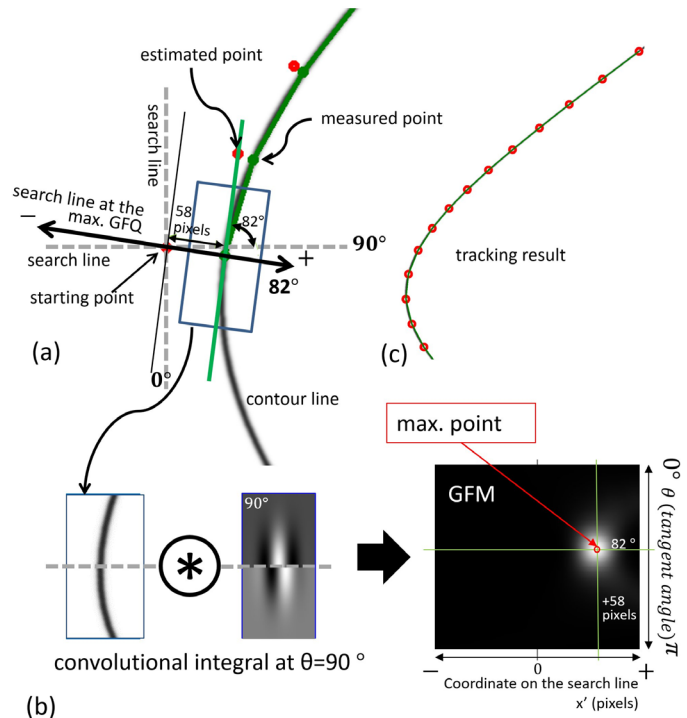 estimated point
search line
measured point
search line at the
max. GFQ
58
pixels
82°
−
+
90°
search line
starting point
82°
tracking result
(a)
0°
(c)
contour line
max. point
90°
GFM
82 °
+58
pixels
0° θ (tangent angle) π
*
convolutional integral at θ=90 °
−
0
+
Coordinate on the search line
x' (pixels)
(b)